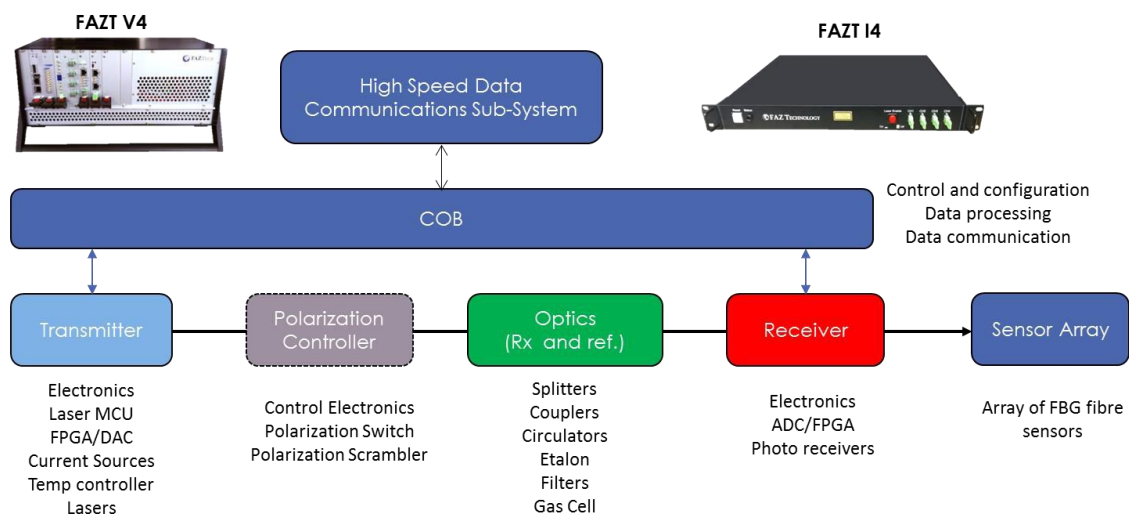 FAZT V4
FAZT I4
High Speed Data
Communications Sub-System
FAZ TECHNOLOGY
COB
Control and configuration
Data processing
Data communication
Transmitter
Polarization
Controller
Optics
(Rx and ref.)
Receiver
Sensor Array
Electronics
Laser MCU
FPGA/DAC
Current Sources
Temp controller
Lasers
Control Electronics
Polarization Switch
Polarization Scrambler
Splitters
Couplers
Circulators
Etalon
Filters
Gas Cell
Electronics
ADC/FPGA
Photo receivers
Array of FBG fibre
sensors